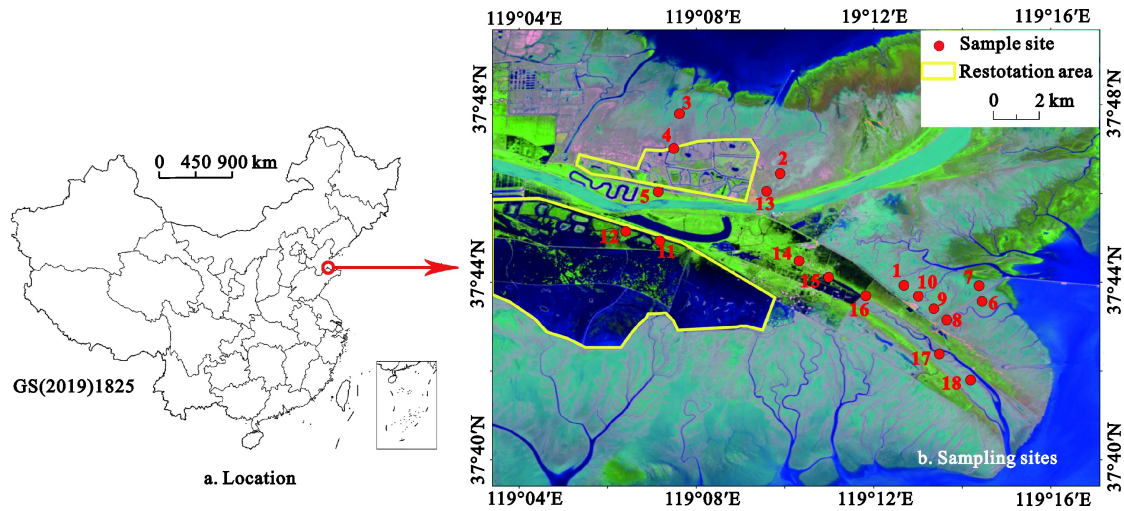 0 450 900 km
GS(2019)1825
a. Location
119°04′E 119°08′E 119°12′E 119°16′E
Sample site
Restotation area
0 2 km
37°48′N 37°48′N
37°44′N 37°44′N
37°40′N 37°40′N
3
4
2
5
13
12
11
14
15
16
1
10
9
8
7
6
17
18
b. Sampling sites
119°04′E 119°08′E 119°12′E 119°16′E